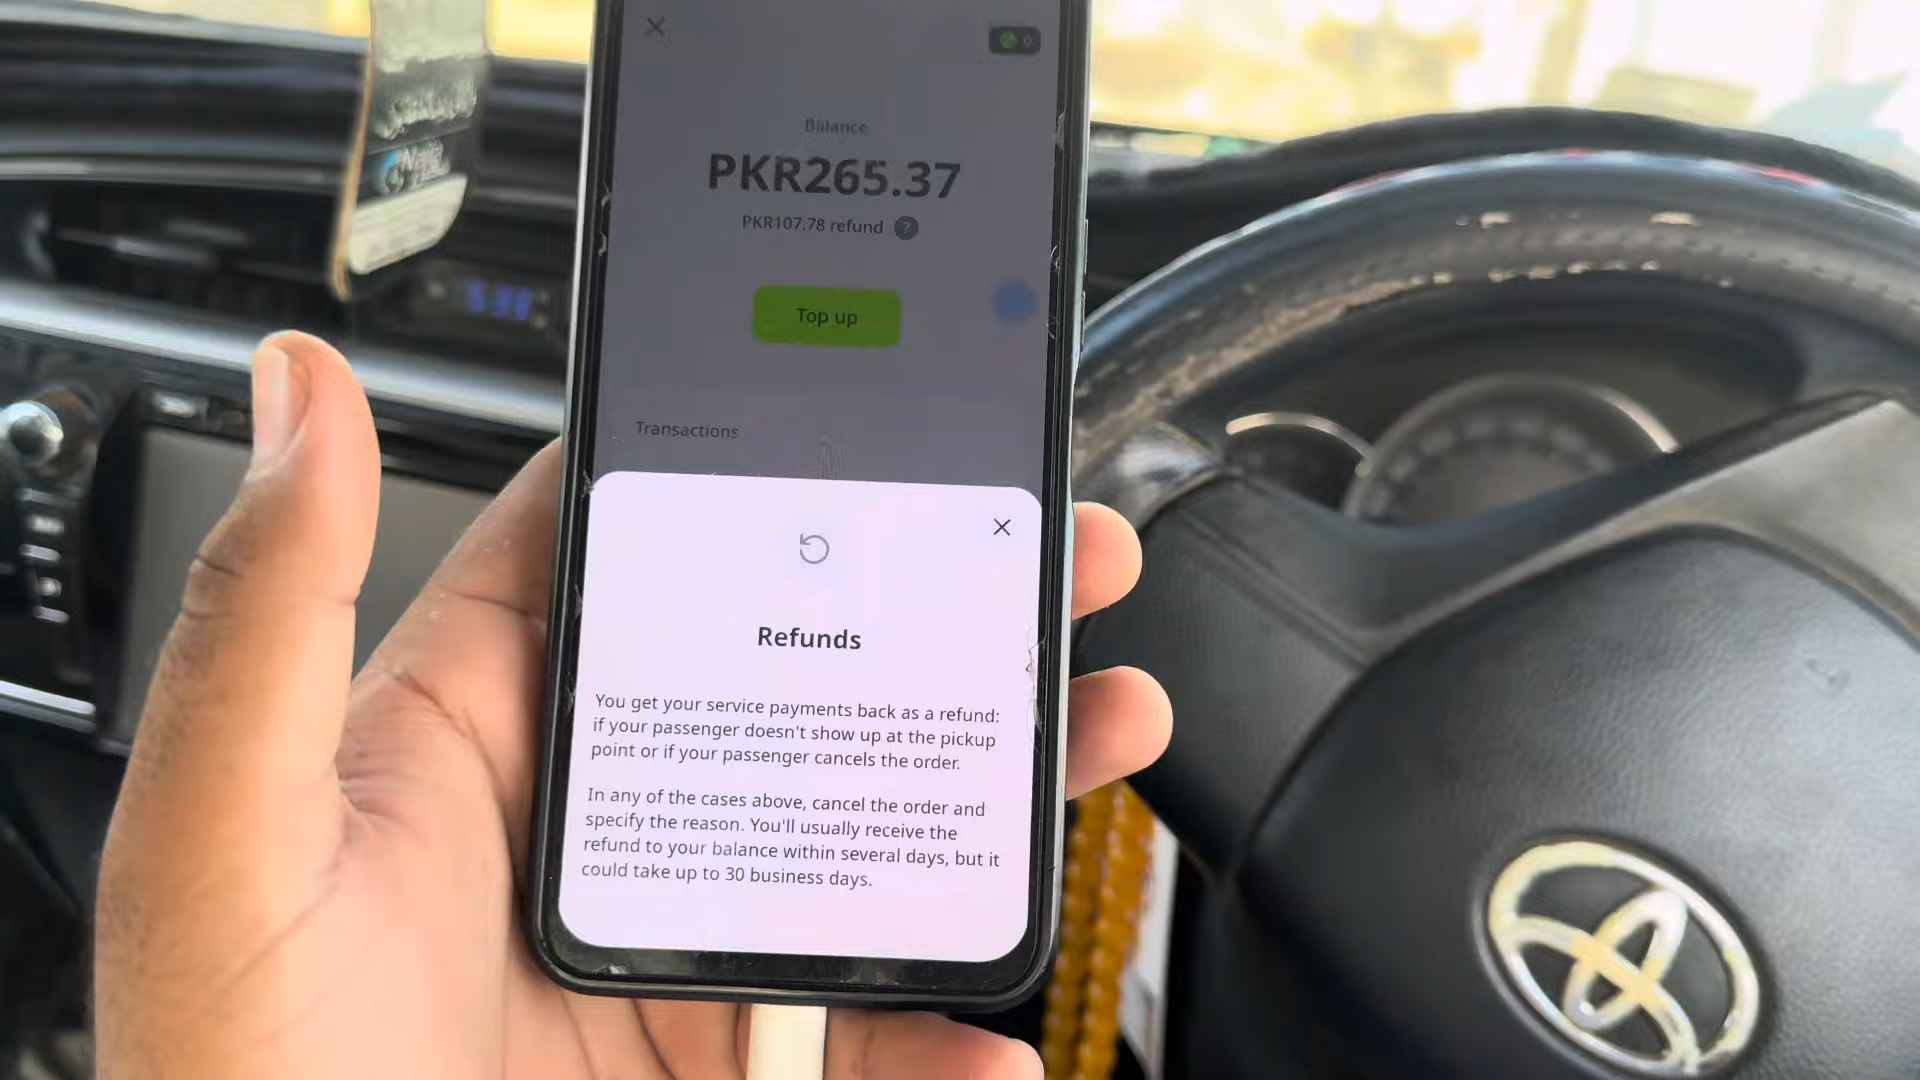 0
Balance
PKR265.37
PKR107.78 refund ?
Top up
Transactions
Refunds
You get your service payments back as a refund:
if your passenger doesn't show up at the pickup
point or if your passenger cancels the order.
In any of the cases above, cancel the order and
specify the reason. You'll usually receive the
refund to your balance within several days, but it
could take up to 30 business days.